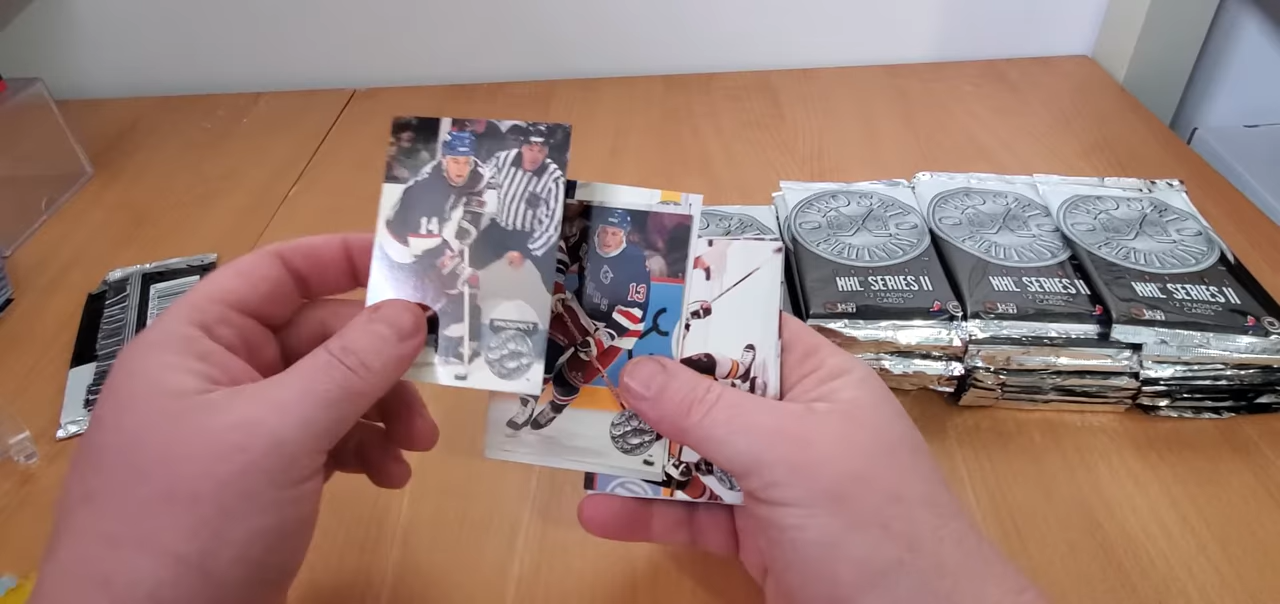 14
PROSPECT
13
PRO SET
PLATINUM
NHL SERIES II
12 TRADING
CARDS
PRO SET
PLATINUM
NHL SERIES II
12 TRADING
CARDS
PRO SET
PLATINUM
NHL SERIES II
12 TRADING
CARDS